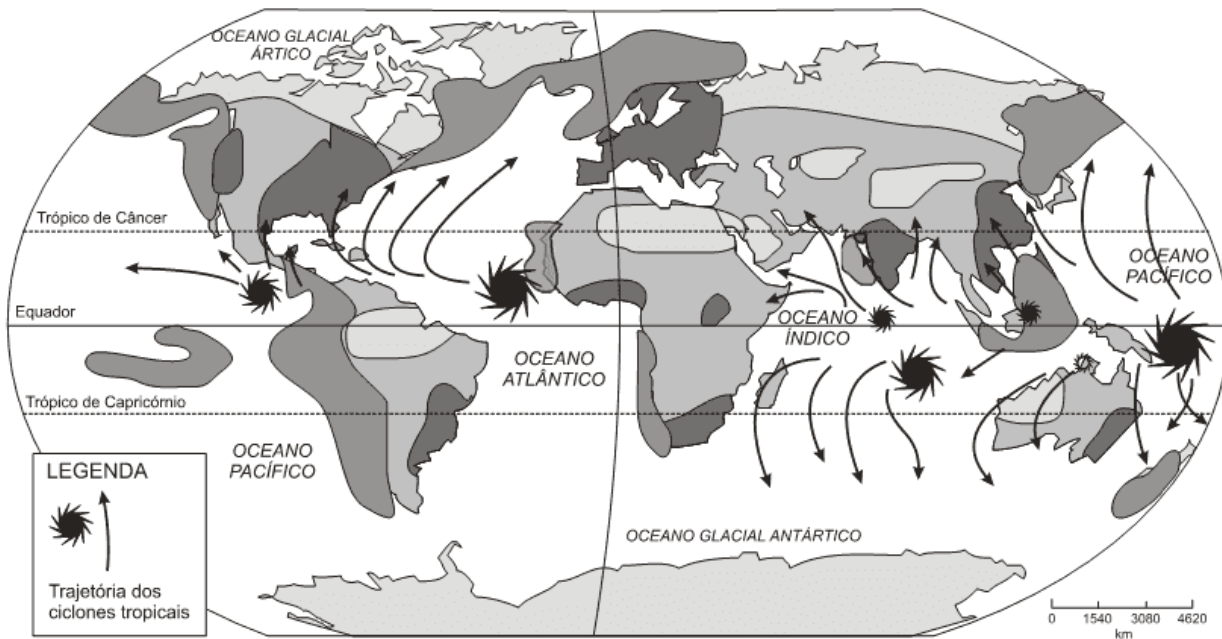 OCEANO GLACIAL
ÁRTICO
Trópico de Câncer
OCEANO
PACÍFICO
Equador
OCEANO
ÍNDICO
OCEANO
ATLÂNTICO
Trópico de Capricórnio
OCEANO
PACÍFICO
LEGENDA
Trajetória dos
ciclones tropicais
OCEANO GLACIAL ANTÁRTICO
0 1540 3080 4620
km